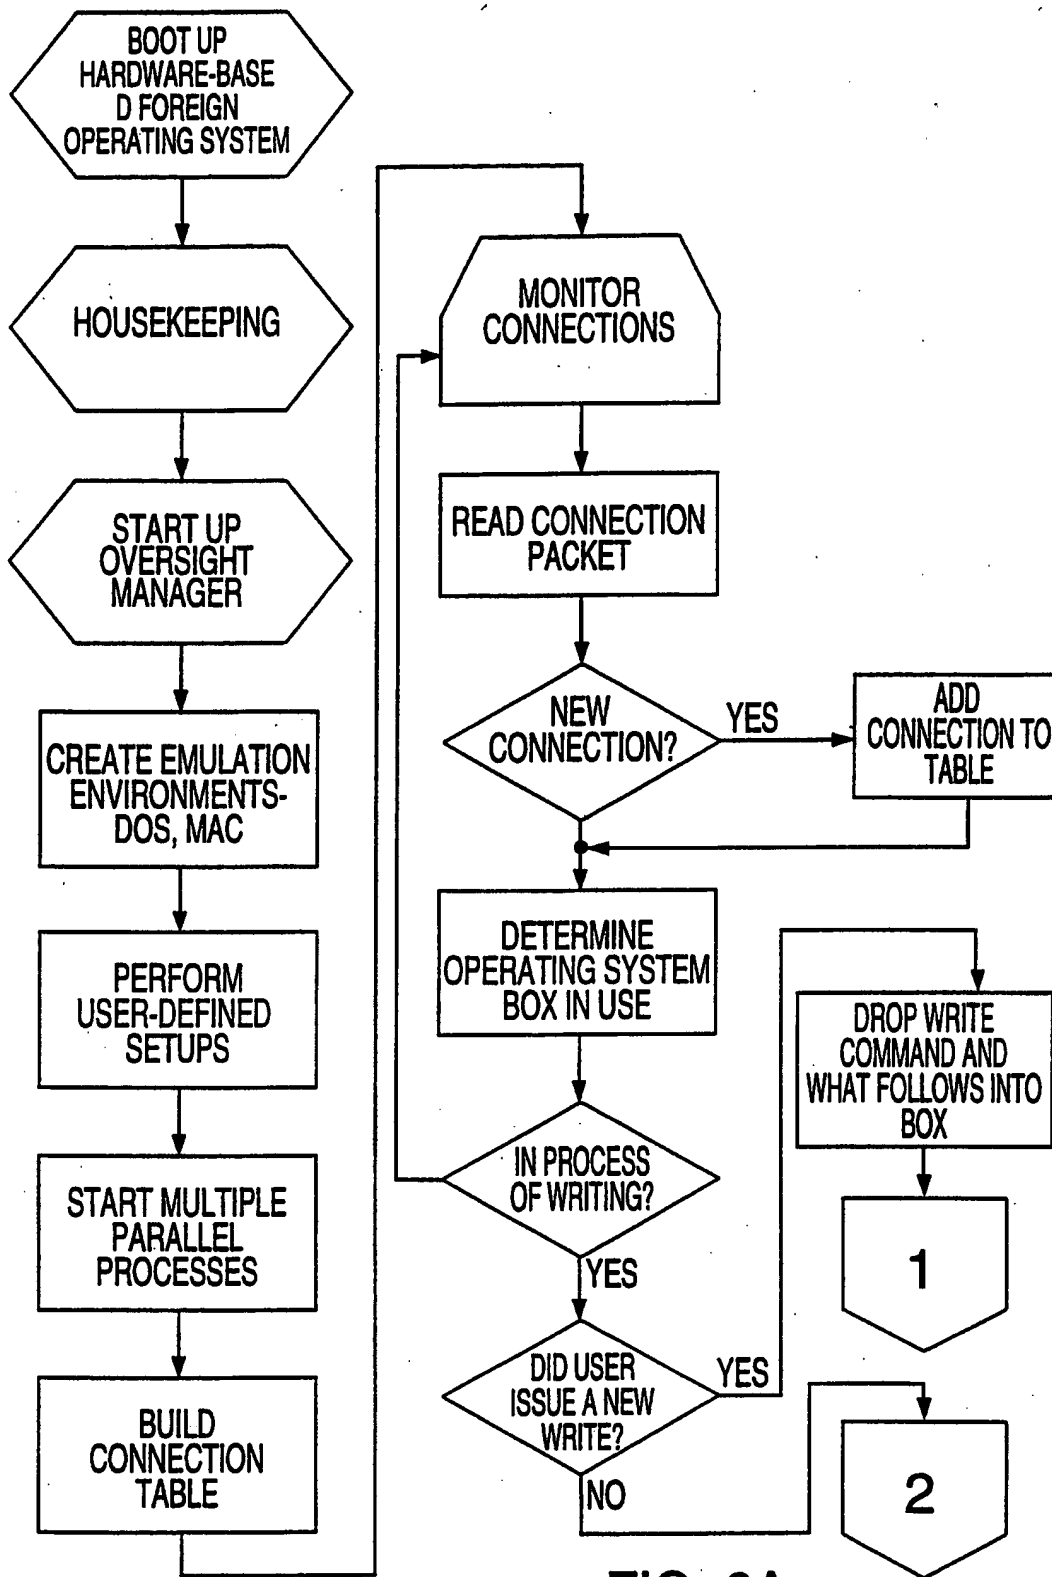 BOOT UP
HARDWARE-BASE
D FOREIGN
OPERATING SYSTEM
HOUSEKEEPING
START UP
OVERSIGHT
MANAGER
CREATE EMULATION
ENVIRONMENTS-
DOS, MAC
PERFORM
USER-DEFINED
SETUPS
START MULTIPLE
PARALLEL
PROCESSES
BUILD
CONNECTION
TABLE
MONITOR
CONNECTIONS
READ CONNECTION
PACKET
NEW
CONNECTION?
YES
ADD
CONNECTION TO
TABLE
DETERMINE
OPERATING SYSTEM
BOX IN USE
IN PROCESS
OF WRITING?
YES
DID USER
ISSUE A NEW
WRITE?
YES
NO
DROP WRITE
COMMAND AND
WHAT FOLLOWS INTO
BOX
1
2